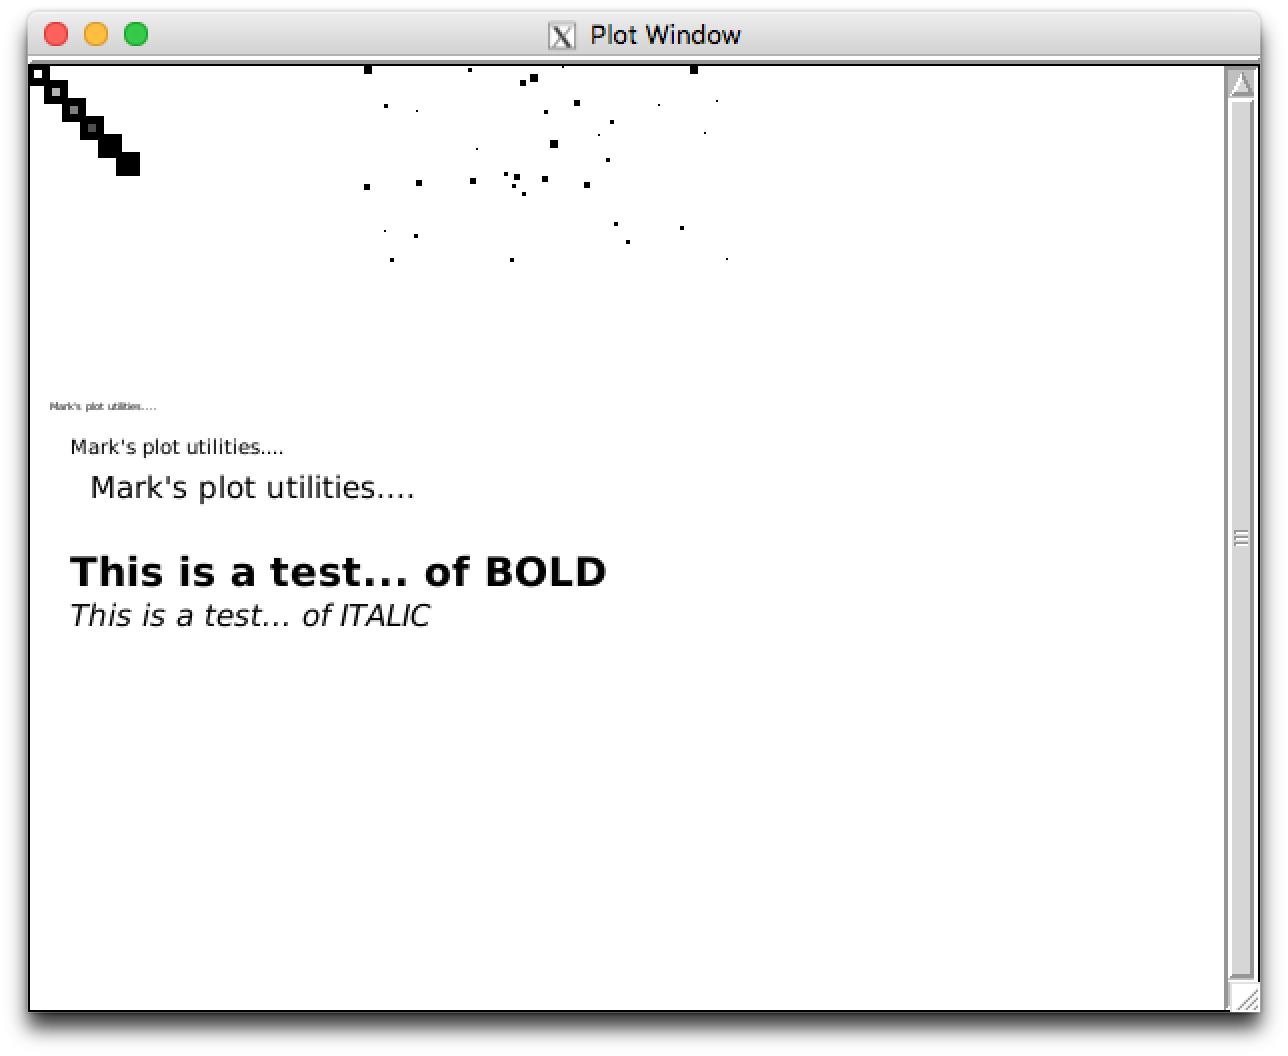 Plot Window
Mark's plot utilities....
Mark's plot utilities....
Mark's plot utilities....
This is a test... of BOLD
This is a test... of ITALIC